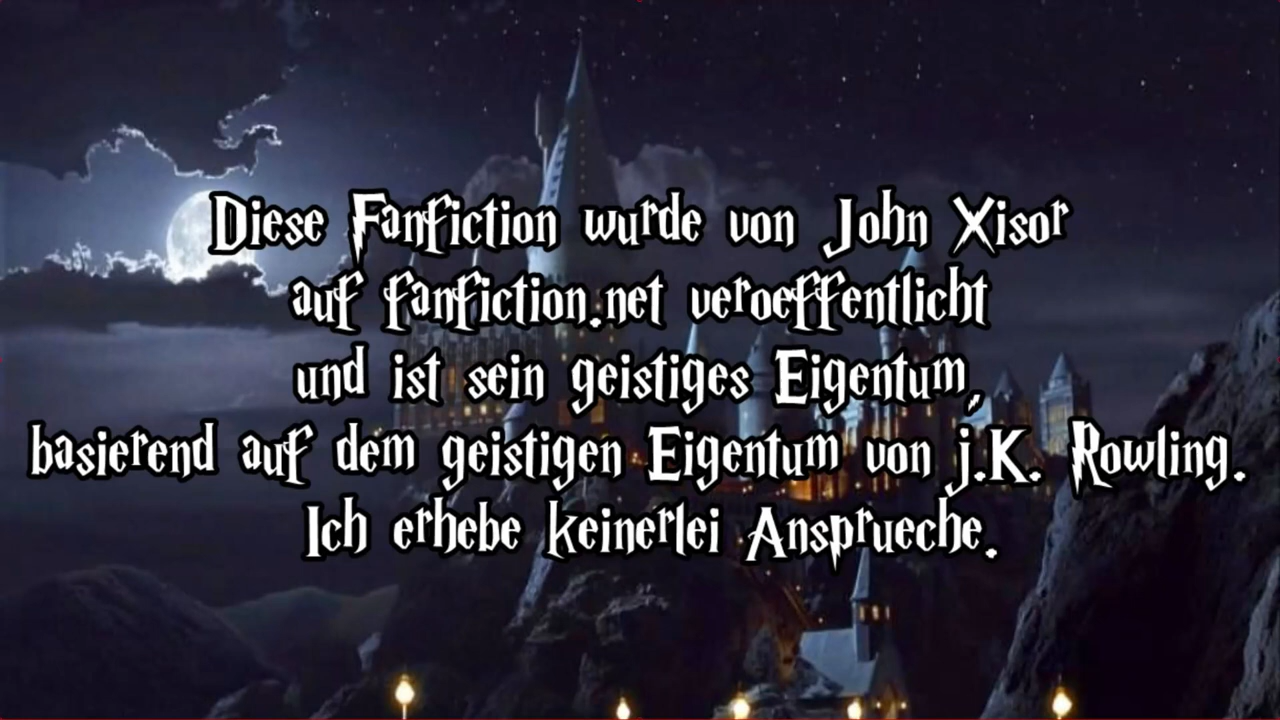 Diese Fanfiction wurde von John Xisor
auf fanfiction.net veroeffentlicht
und ist sein geistiges Eigentum,
basierend auf dem geistigen Eigentum von j.K. Rowling.
Ich erhebe keinerlei Ansprueche.